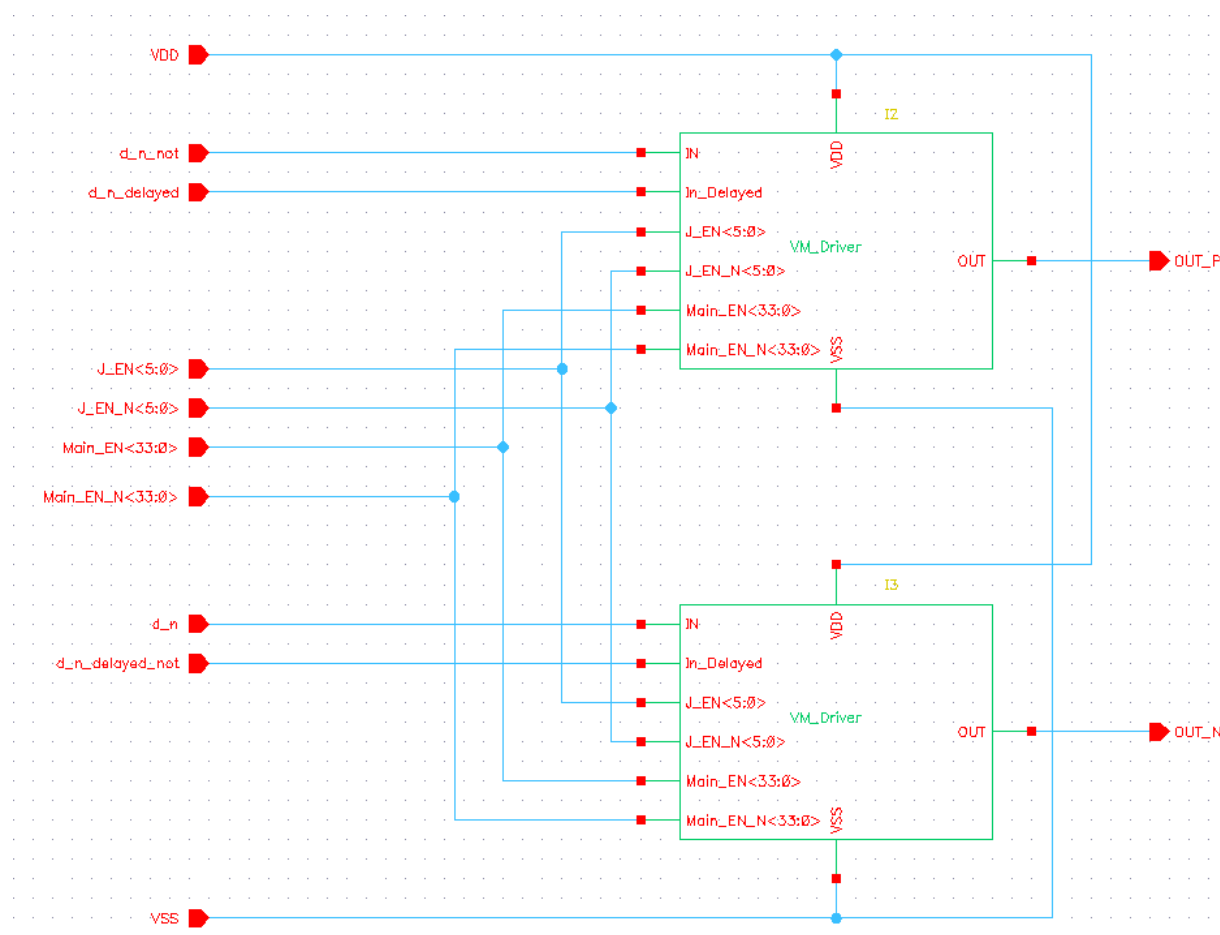 VDD
I2
d_n_not
IN
VDD
d_n_delayed
In_Delayed
J_EN<5:0>
VM_Driver
OUT
OUT_P
J_EN_N<5:0>
Main_EN<33:0>
Main_EN_N<33:0>
VSS
J_EN<5:0>
J_EN_N<5:0>
Main_EN<33:0>
Main_EN_N<33:0>
I3
d_n
IN
VDD
d_n_delayed_not
In_Delayed
J_EN<5:0>
VM_Driver
OUT
OUT_N
J_EN_N<5:0>
Main_EN<33:0>
Main_EN_N<33:0>
VSS
VSS